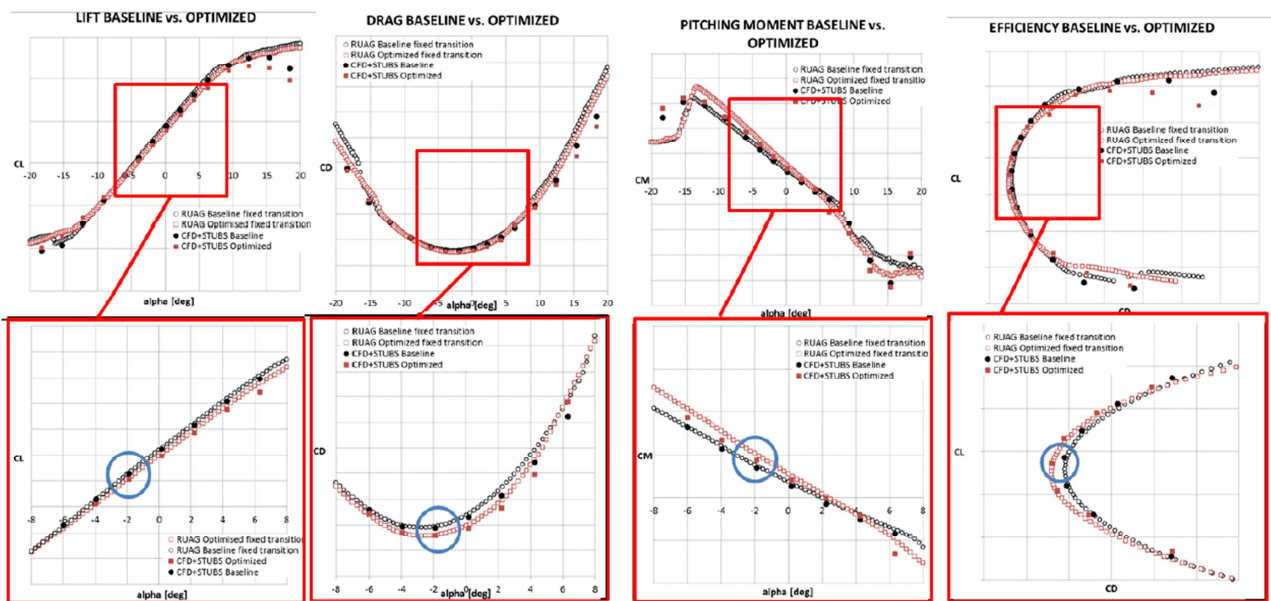 LIFT BASELINE vs. OPTIMIZED
RUAG Baseline fixed transition
RUAG Optimized fixed transition
CFD+STUBS Baseline
CFD+STUBS Optimized
CL
-20 -15 -10 -5 0 5 10 15 20
RUAG Baseline fixed transition
RUAG Optimised fixed transition
CFD+STUBS Baseline
CFD+STUBS Optimized
alpha [deg]
DRAG BASELINE vs. OPTIMIZED
CD
-20 -15 -10 -5 0 5 10 15 20
alpha [deg]
PITCHING MOMENT BASELINE vs.
OPTIMIZED
RUAG Baseline fixed transition
RUAG Optimized fixed transitio
CFD+STUBS Baseline
CFD+STUBS Optimized
CM
-20 -15 -10 -5 0 5 10 15 20
alpha [deg]
EFFICIENCY BASELINE vs. OPTIMIZED
RUAG Baseline fixed transition
RUAG Optimized fixed transition
CFD+STUBS Baseline
CFD+STUBS Optimized
CL
CD
CL
-8 -6 -4 -2 0 2 4 6 8
RUAG Optimised fixed transition
RUAG Baseline fixed transition
CFD+STUBS Optimized
CFD+STUBS Baseline
alpha [deg]
RUAG Baseline fixed transition
RUAG Optimized fixed transition
CFD+STUBS Baseline
CFD+STUBS Optimized
CD
-8 -6 -4 -2 0 2 4 6 8
alpha [deg]
RUAG Baseline fixed transition
RUAG Optimized fixed transition
CFD+STUBS Baseline
CFD+STUBS Optimized
CM
-8 -6 -4 -2 0 2 4 6 8
alpha [deg]
RUAG Baseline fixed transition
RUAG Optimized fixed transition
CFD+STUBS Baseline
CFD+STUBS Optimized
CL
CD